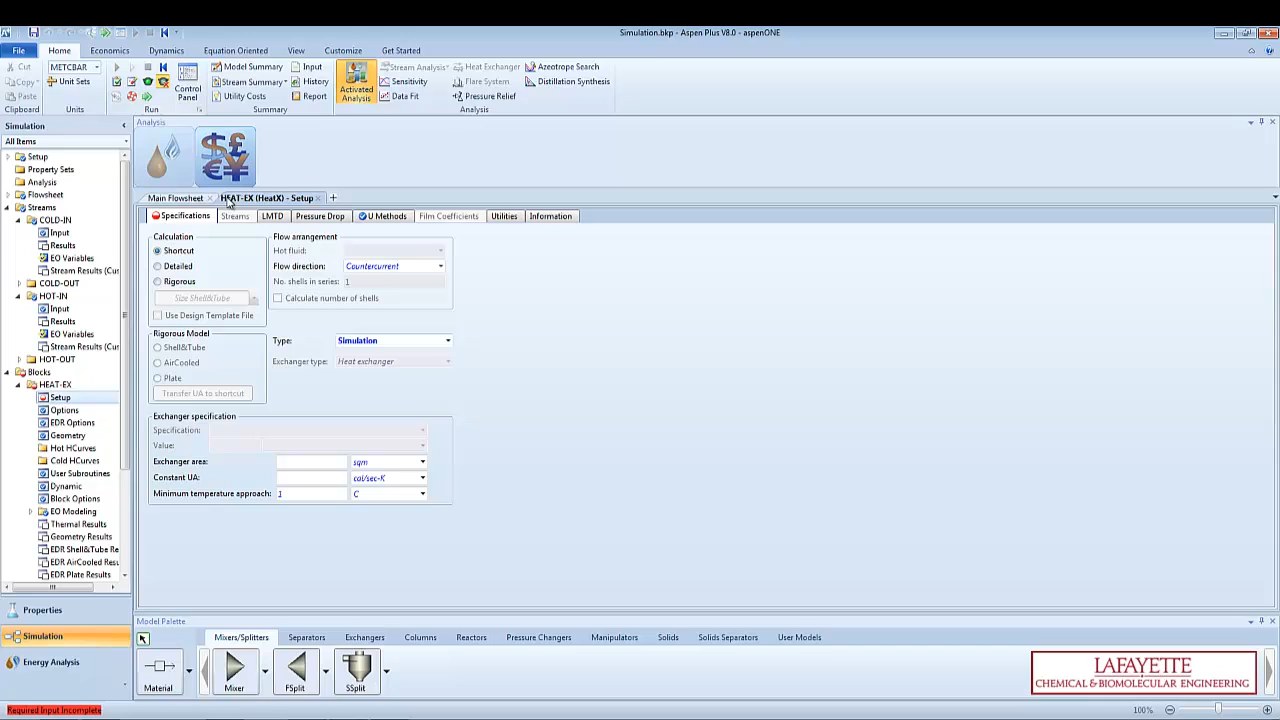 Simulation.bkp - Aspen Plus V8.0 - aspenONE
File Home Economics Dynamics Equation Oriented View Customize Get Started
Cut METCBAR Model Summary Input Stream Analysis Heat Exchanger Azeotrope Search
Copy Unit Sets Control Panel Stream Summary History Activated Analysis Sensitivity Flare System Distillation Synthesis
Paste Utility Costs Report Data Fit Pressure Relief
Clipboard Units Run Summary Analysis
Simulation
All Items
Setup
Property Sets
Analysis
Flowsheet
Streams
COLD-IN
Input
Results
EO Variables
Stream Results (Cus
COLD-OUT
HOT-IN
Input
Results
EO Variables
Stream Results (Cus
HOT-OUT
Blocks
HEAT-EX
Setup
Options
EDR Options
Geometry
Hot HCurves
Cold HCurves
User Subroutines
Dynamic
Block Options
EO Modeling
Thermal Results
Geometry Results
EDR Shell&Tube Re
EDR AirCooled Resu
EDR Plate Results
Properties
Simulation
Energy Analysis
Required Input Incomplete
Analysis
Main Flowsheet HEAT-EX (HeatX) - Setup +
Specifications Streams LMTD Pressure Drop U Methods Film Coefficients Utilities Information
Calculation
Shortcut
Detailed
Rigorous
Size Shell&Tube
Use Design Template File
Flow arrangement
Hot fluid:
Flow direction: Countercurrent
No. shells in series: 1
Calculate number of shells
Rigorous Model
Shell&Tube
AirCooled
Plate
Transfer UA to shortcut
Type: Simulation
Exchanger type: Heat exchanger
Exchanger specification
Specification:
Value:
Exchanger area: sqm
Constant UA: cal/sec-K
Minimum temperature approach: 1 C
Model Palette
Mixers/Splitters Separators Exchangers Columns Reactors Pressure Changers Manipulators Solids Solids Separators User Models
Material Mixer FSplit SSplit
LAFAYETTE
CHEMICAL & BIOMOLECULAR ENGINEERING
100%